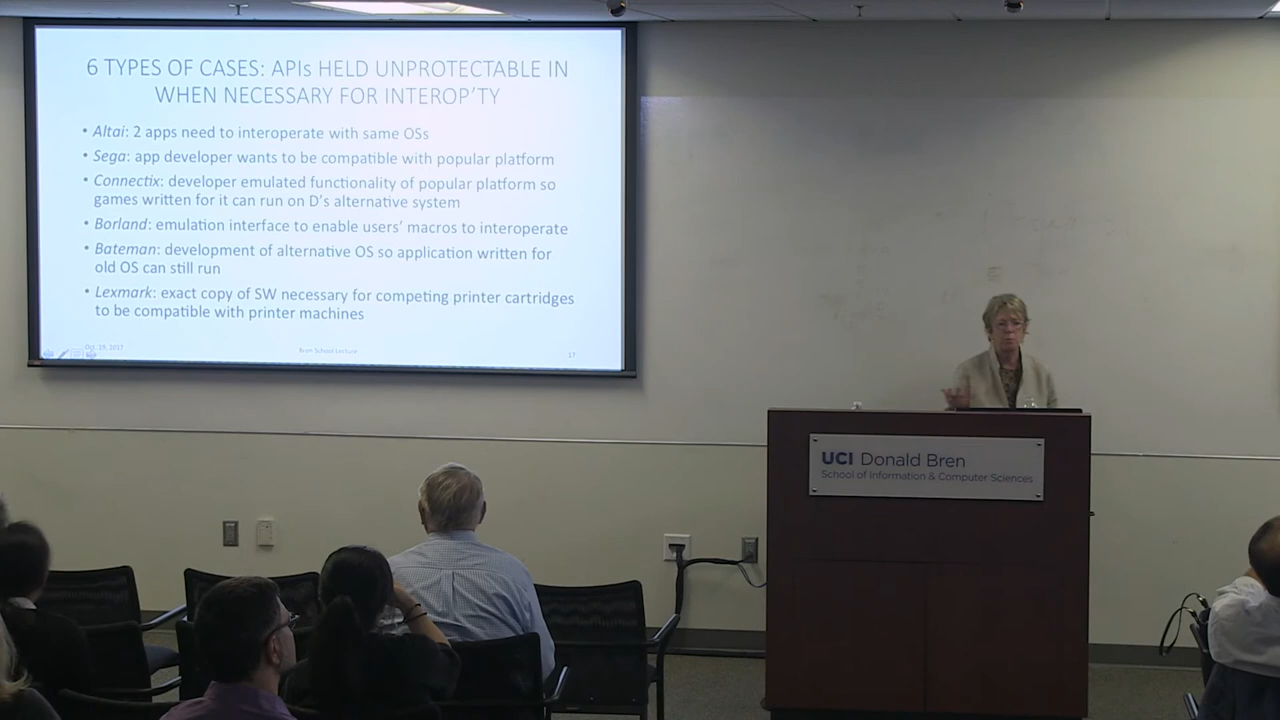 6 TYPES OF CASES: APIs HELD UNPROTECTABLE IN
WHEN NECESSARY FOR INTEROP'TY
• Altai: 2 apps need to interoperate with same OSs
• Sega: app developer wants to be compatible with popular platform
• Connectix: developer emulated functionality of popular platform so
games written for it can run on D's alternative system
• Borland: emulation interface to enable users' macros to interoperate
• Bateman: development of alternative OS so application written for
old OS can still run
• Lexmark: exact copy of SW necessary for competing printer cartridges
to be compatible with printer machines
Oct. 19, 2017
Bren School Lecture
17
UCI Donald Bren
School of Information & Computer Sciences